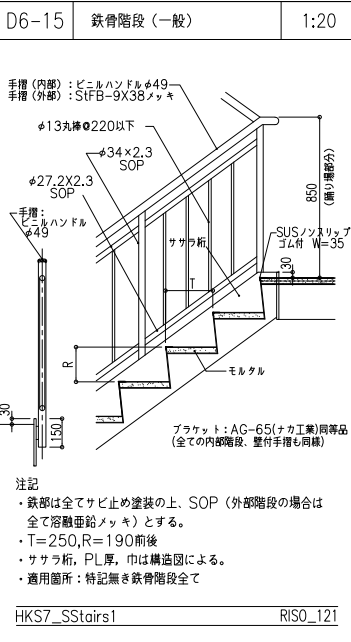 D6-15
鉄骨階段(一般)
1:20
手摺(内部):ビニルハンドルφ49
手摺(外部):StFB-9X38メッキ
φ13丸棒@220以下
φ34×2.3
SOP
φ27.2X2.3
SOP
手摺:
ビニルハンドル
φ49
ササラ桁
T
R
850
(踊り場部分)
SUSノンスリップ
ゴム付 W=35
30
モルタル
30
150
ブラケット:AG-65(ナカ工業)同等品
(全ての内部階段、壁付手摺も同様)
注記
・鉄部は全てサビ止め塗装の上、SOP(外部階段の場合は
全て溶融亜鉛メッキ)とする。
・T=250,R=190前後
・ササラ桁,PL厚,巾は構造図による。
・適用箇所:特記無き鉄骨階段全て
HKS7_SStairs1
RISO_121